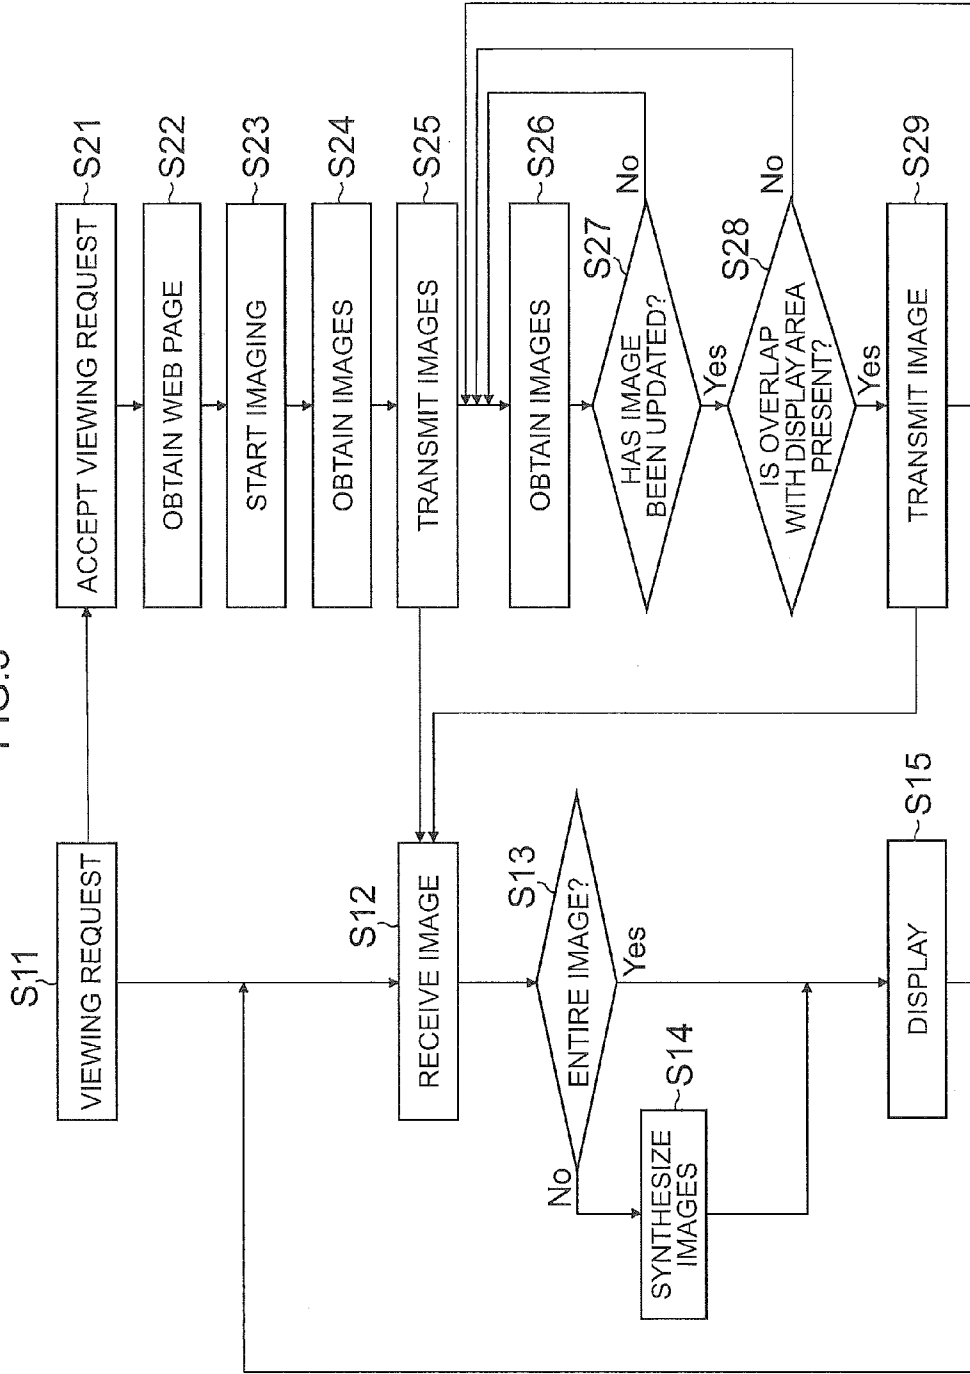 S11
VIEWING REQUEST
S12
RECEIVE IMAGE
S13
ENTIRE IMAGE?
No
Yes
S14
SYNTHESIZE
IMAGES
S15
DISPLAY
S21
ACCEPT VIEWING REQUEST
S22
OBTAIN WEB PAGE
S23
START IMAGING
S24
OBTAIN IMAGES
S25
TRANSMIT IMAGES
S26
OBTAIN IMAGES
S27
HAS IMAGE
BEEN UPDATED?
No
Yes
S28
IS OVERLAP
WITH DISPLAY AREA
PRESENT?
No
Yes
S29
TRANSMIT IMAGE